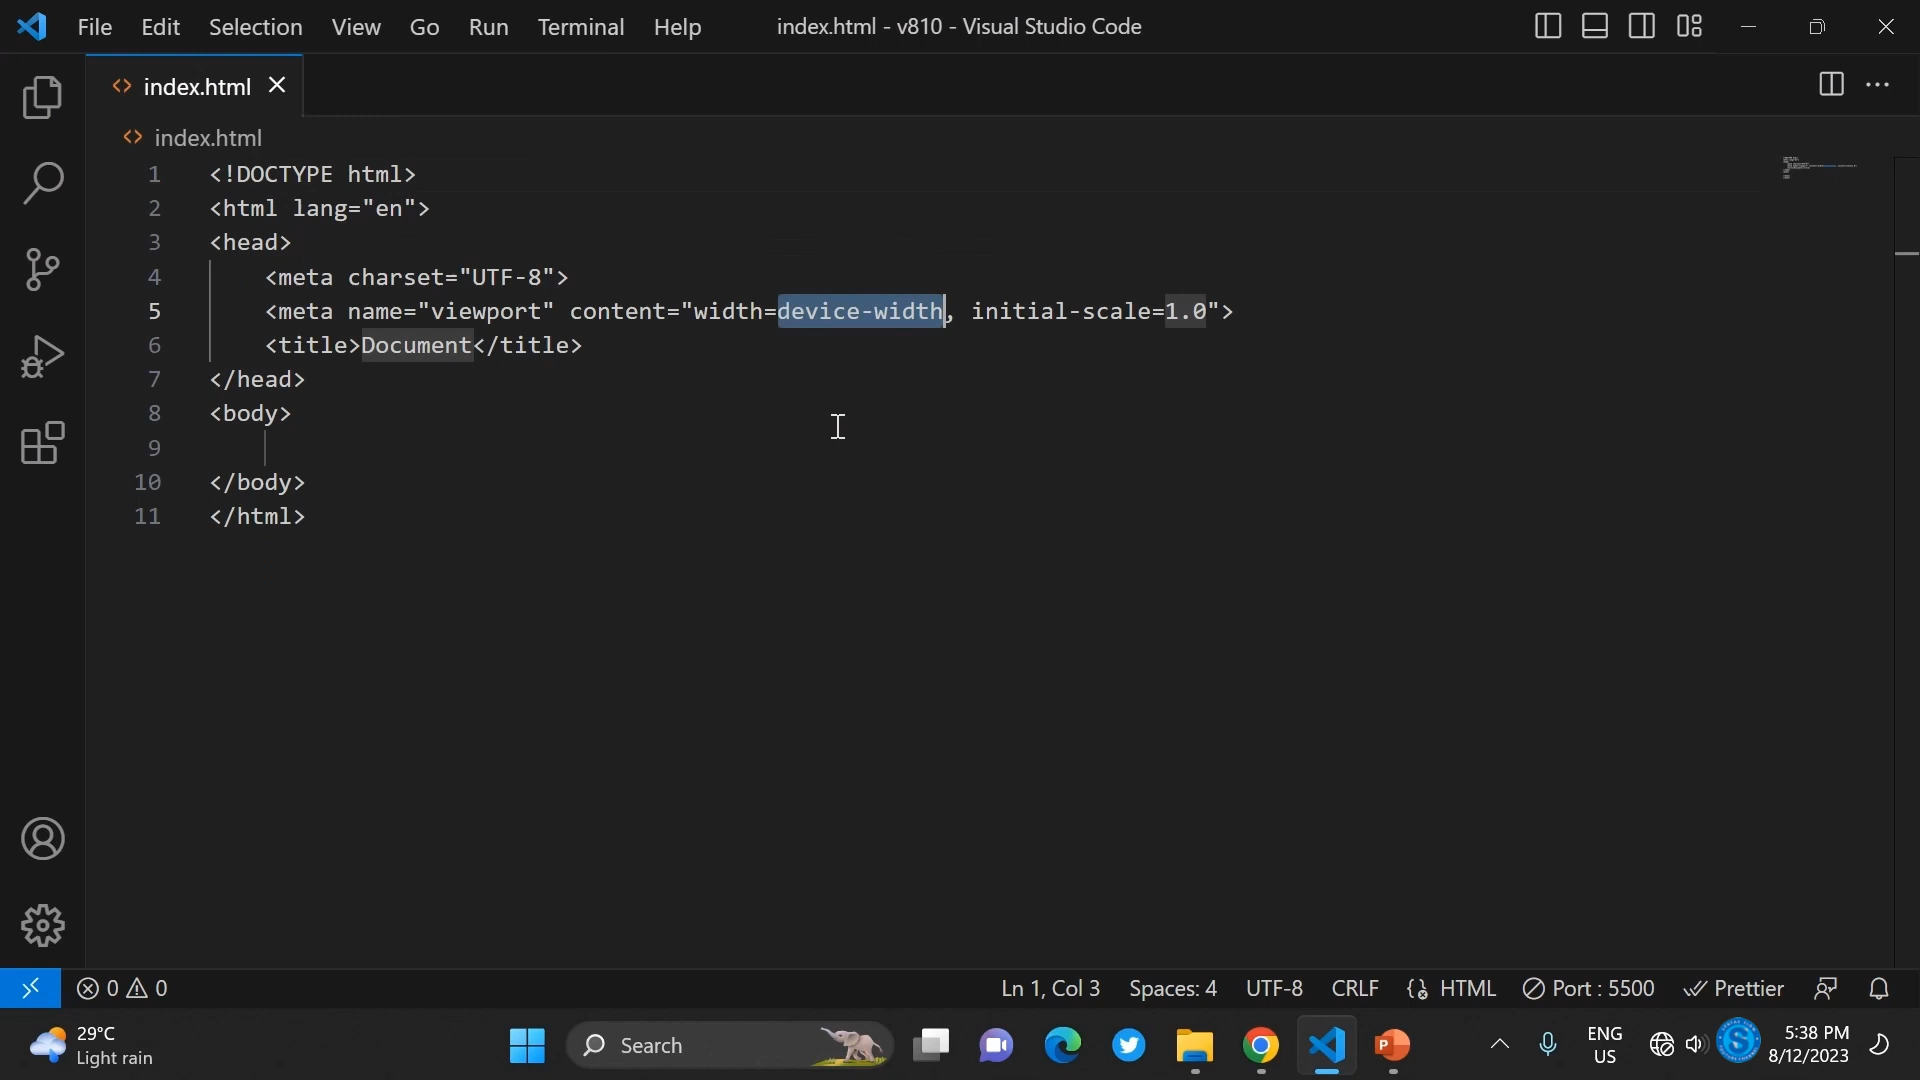 File Edit Selection View Go Run Terminal Help index.html - v810 - Visual Studio Code
index.html
index.html
1 <!DOCTYPE html>
2 <html lang="en">
3 <head>
4 <meta charset="UTF-8">
5 <meta name="viewport" content="width=device-width, initial-scale=1.0">
6 <title>Document</title>
7 </head>
8 <body>
9
10 </body>
11 </html>
0 0 Ln 1, Col 3 Spaces: 4 UTF-8 CRLF HTML Port : 5500 Prettier
29°C
Light rain
Search
ENG
US
5:38 PM
8/12/2023